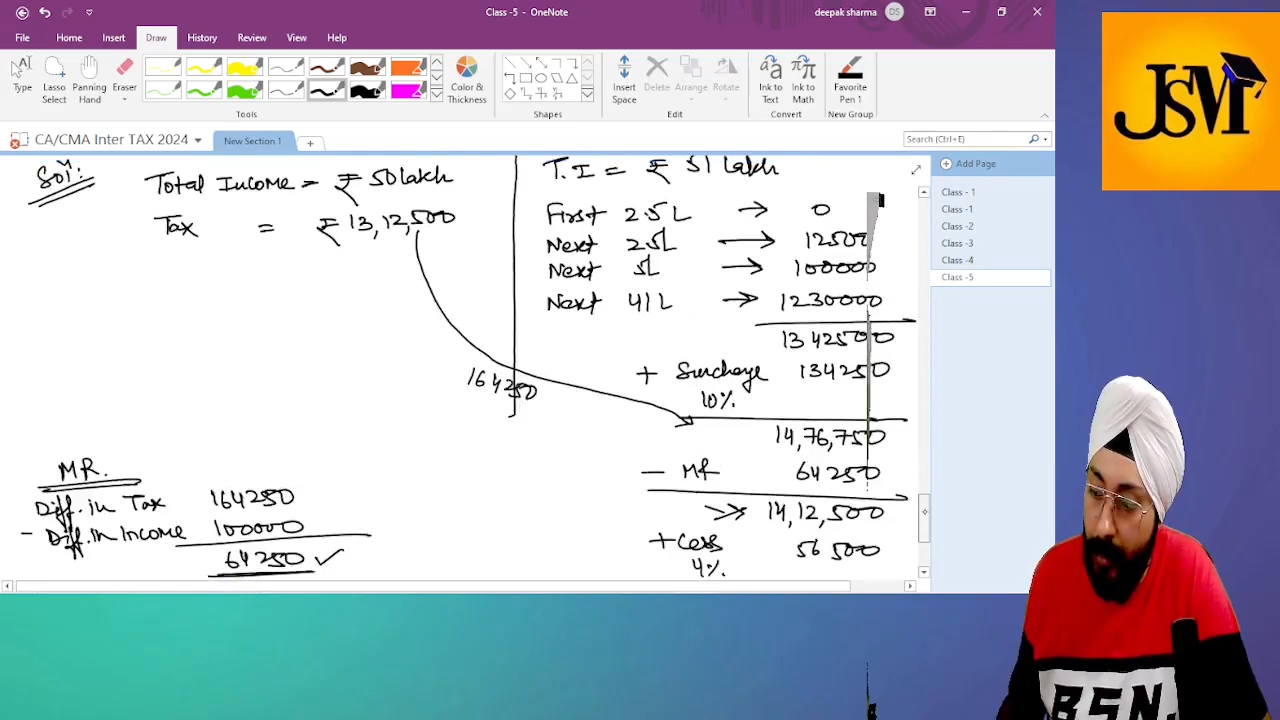 Class -5 - OneNote
deepak sharma
DS
File Home Insert Draw History Review View Help
Type
Lasso Select
Panning Hand
Eraser
Color & Thickness
Insert Space
Delete
Arrange
Rotate
Ink to Text
Ink to Math
Favorite Pen 1
Tools
Shapes
Edit
Convert
New Group
CA/CMA Inter TAX 2024
New Section 1
Search (Ctrl+E)
Add Page
Class - 1
Class -1
Class -2
Class -3
Class -4
Class -5
JSM
Solⁿ:
Total Income = ₹ 50 lakh
Tax = ₹ 13,12,500
164250
MR.
Diff. in Tax 164250
- Diff. in Income 100000
64250 ✓
T.I = ₹ 51 lakh
First 2.5L → 0
Next 2.5L → 12500
Next 5L → 100000
Next 41L → 1230000
1342500
+ Surcharge 134250
10%
14,76,750
- MR 64250
>> 14,12,500
+ Cess 56500
4%
BSN.